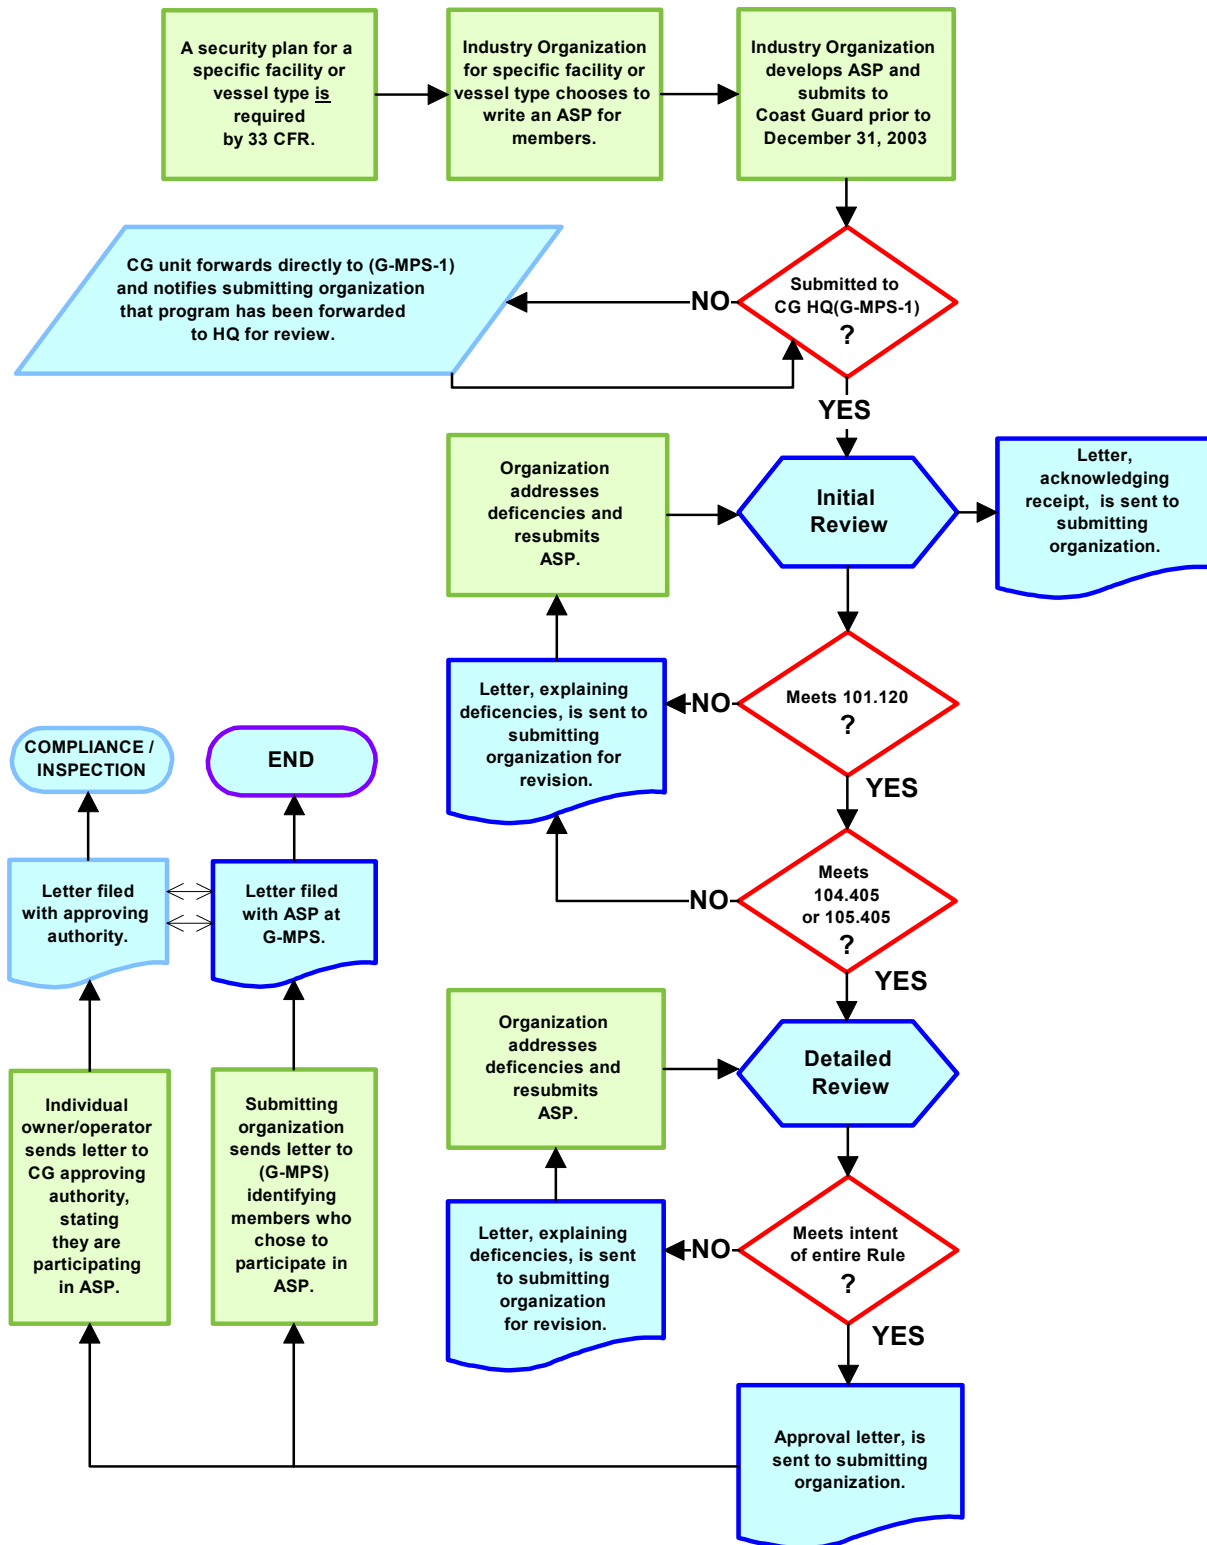 A security plan for a
specific facility or
vessel type is
required
by 33 CFR.
Industry Organization
for specific facility or
vessel type chooses to
write an ASP for
members.
Industry Organization
develops ASP and
submits to
Coast Guard prior to
December 31, 2003
CG unit forwards directly to (G-MPS-1)
and notifies submitting organization
that program has been forwarded
to HQ for review.
NO
Submitted to
CG HQ(G-MPS-1)
?
YES
Organization
addresses
deficencies and
resubmits
ASP.
Initial
Review
Letter,
acknowledging
receipt, is sent to
submitting
organization.
Letter, explaining
deficencies, is sent to
submitting
organization for
revision.
NO
Meets 101.120
?
YES
COMPLIANCE /
INSPECTION
END
NO
Meets
104.405
or 105.405
?
YES
Letter filed
with approving
authority.
Letter filed
with ASP at
G-MPS.
Organization
addresses
deficencies and
resubmits
ASP.
Detailed
Review
Individual
owner/operator
sends letter to
CG approving
authority,
stating
they are
participating
in ASP.
Submitting
organization
sends letter to
(G-MPS)
identifying
members who
chose to
participate in
ASP.
Letter, explaining
deficencies, is sent
to submitting
organization
for revision.
NO
Meets intent
of entire Rule
?
YES
Approval letter, is
sent to submitting
organization.